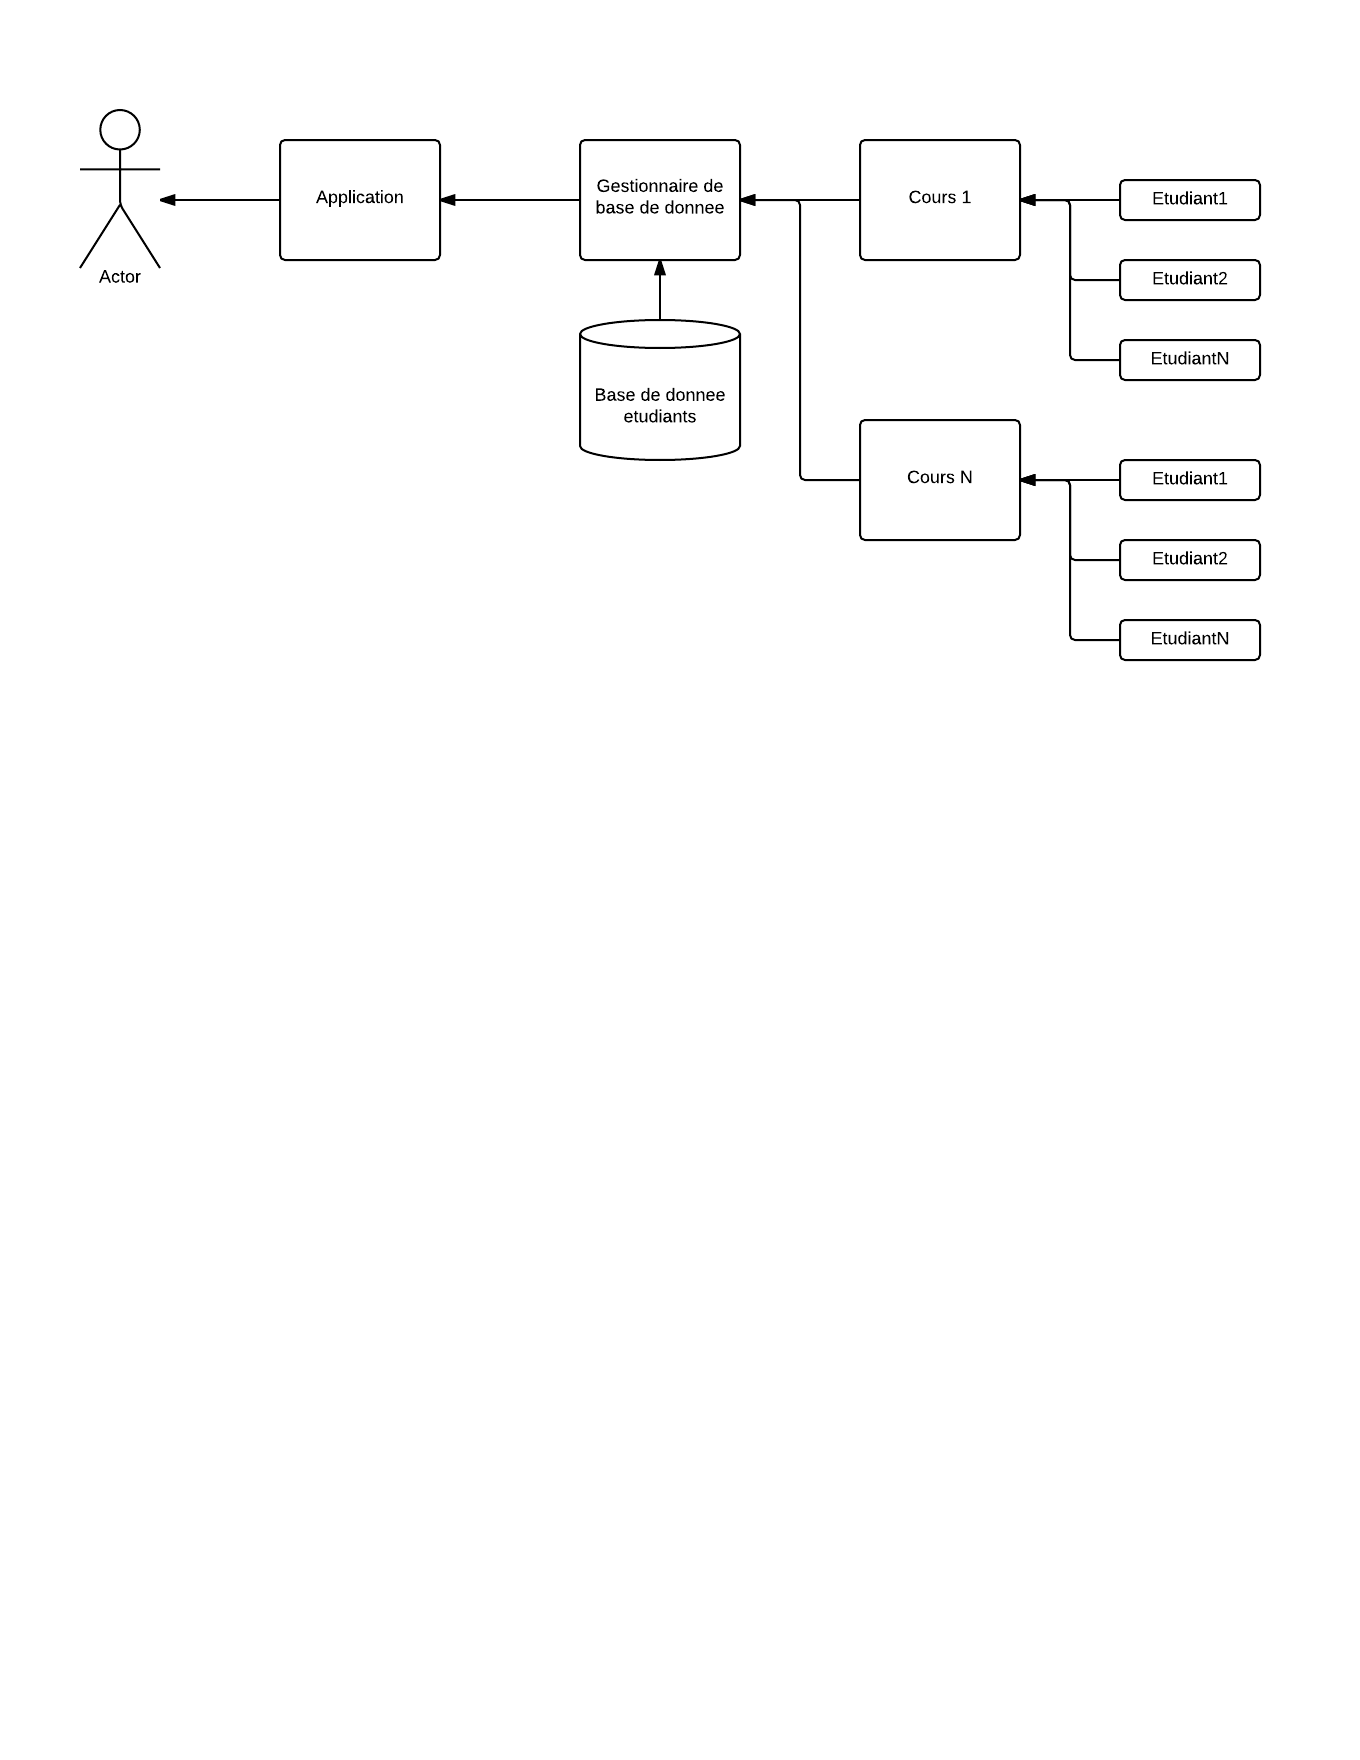 Actor
Application
Gestionnaire de
base de donnee
Base de donnee
etudiants
Cours 1
Etudiant1
Etudiant2
EtudiantN
Cours N
Etudiant1
Etudiant2
EtudiantN